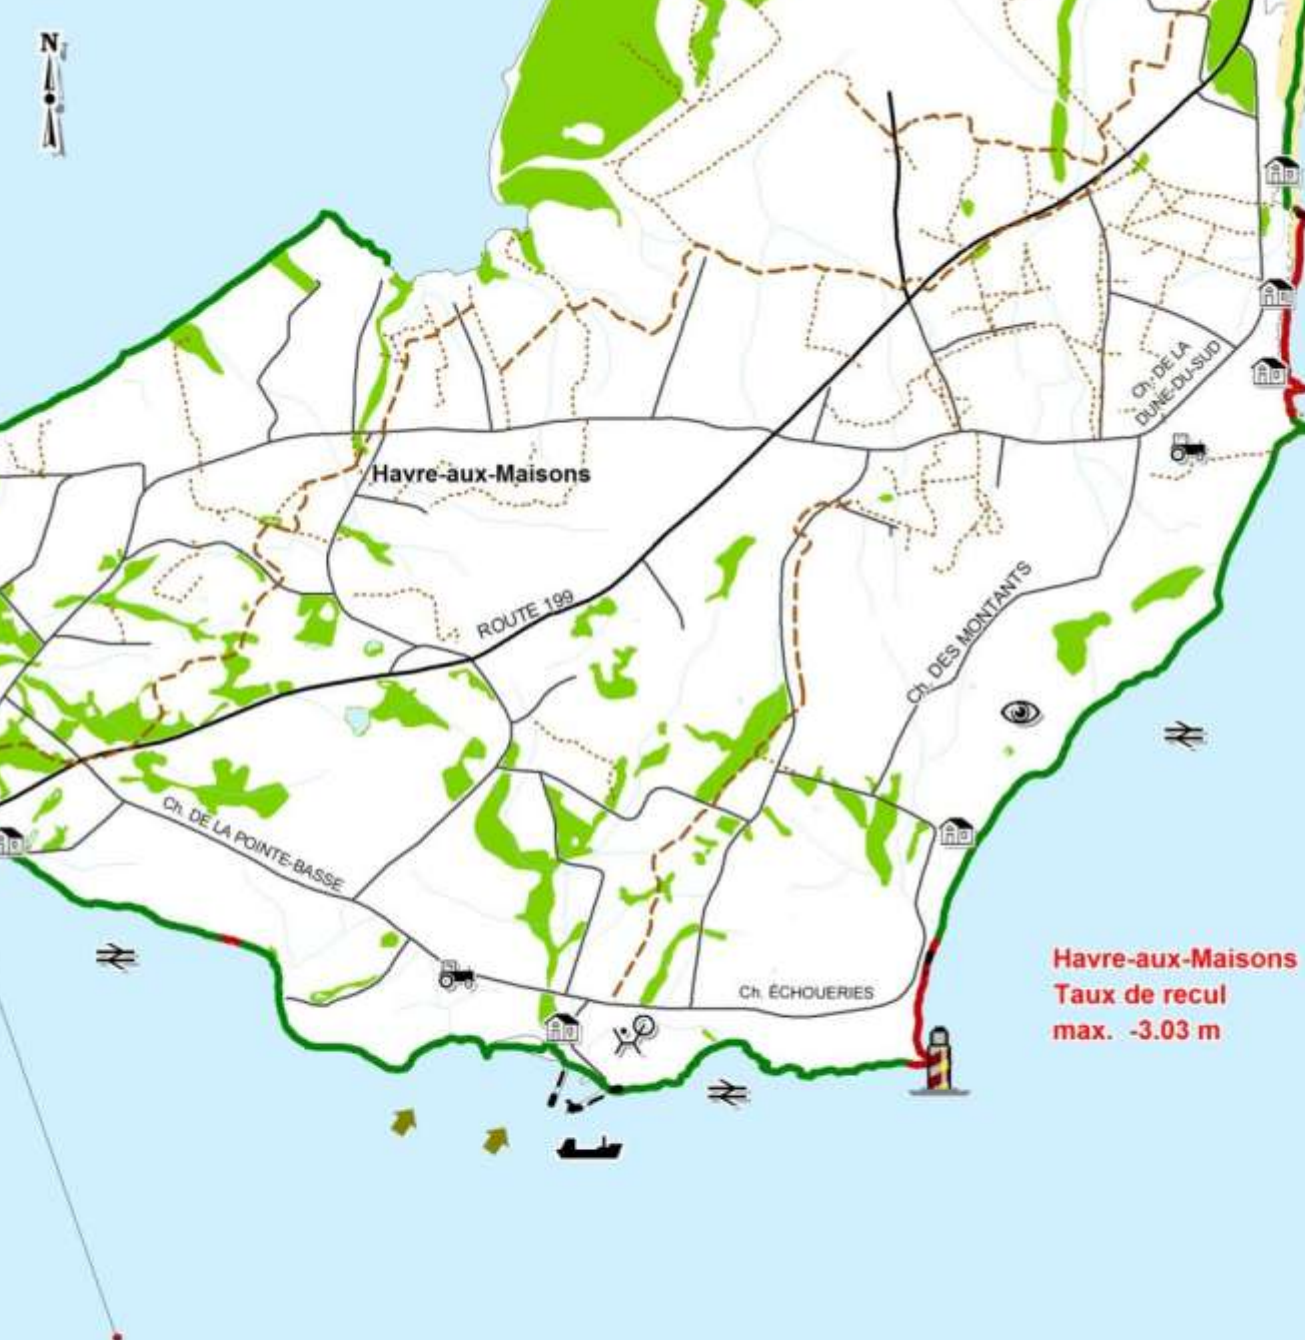 N
Ch. DE LA
DUNE-DU-SUD
Havre-aux-Maisons
ROUTE 199
Ch. DES MONTANTS
Ch. DE LA POINTE-BASSE
Ch. ÉCHOUERIES
Havre-aux-Maisons
Taux de recul
max. -3.03 m